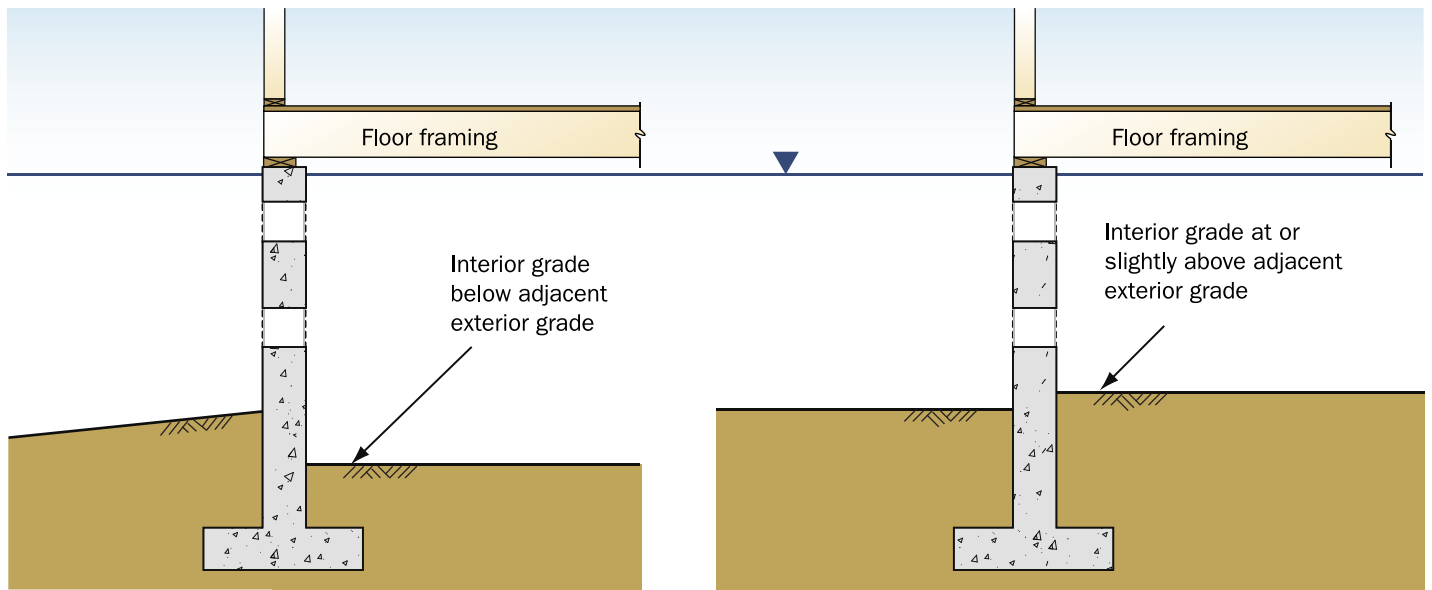 Floor framing
Interior grade
below adjacent
exterior grade
Floor framing
Interior grade at or
slightly above adjacent
exterior grade